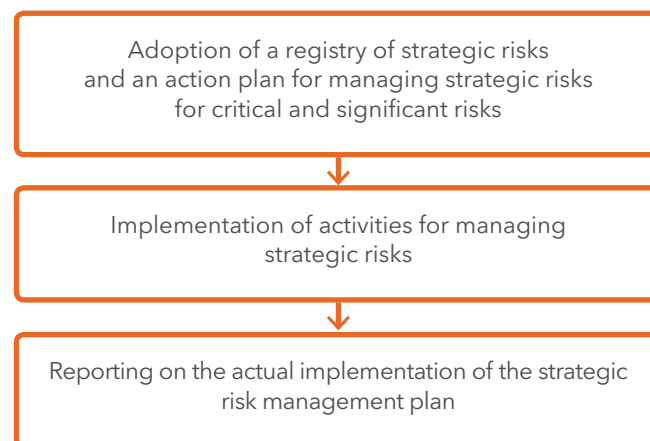 Adoption of a registry of strategic risks
and an action plan for managing strategic risks
for critical and significant risks
Implementation of activities for managing
strategic risks
Reporting on the actual implementation of the strategic
risk management plan